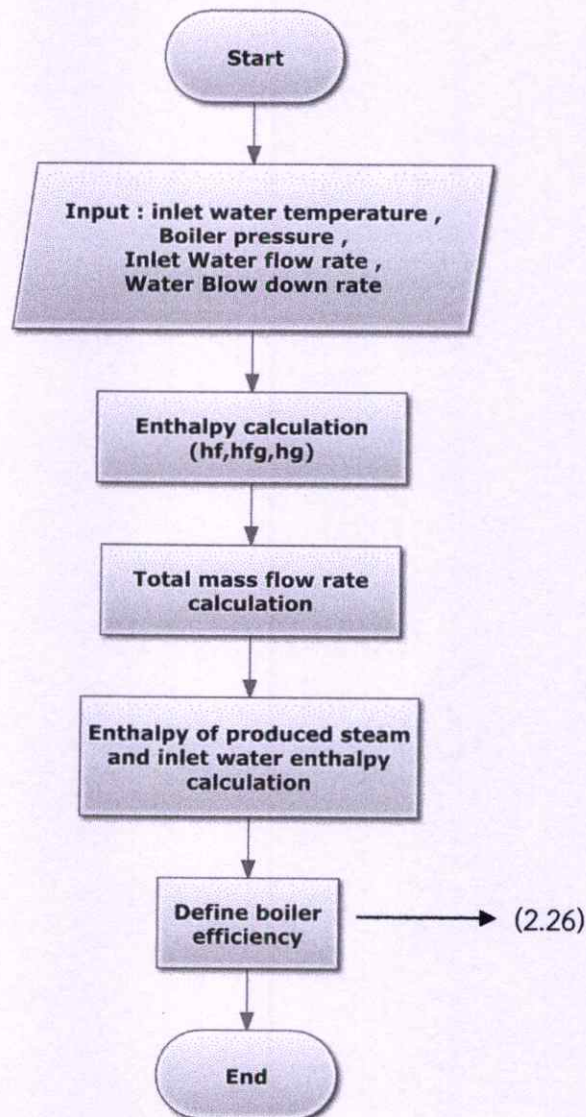 Start
Input : inlet water temperature ,
Boiler pressure ,
Inlet Water flow rate ,
Water Blow down rate
Enthalpy calculation
(hf,hfg,hg)
Total mass flow rate
calculation
Enthalpy of produced steam
and inlet water enthalpy
calculation
Define boiler
efficiency
(2.26)
End